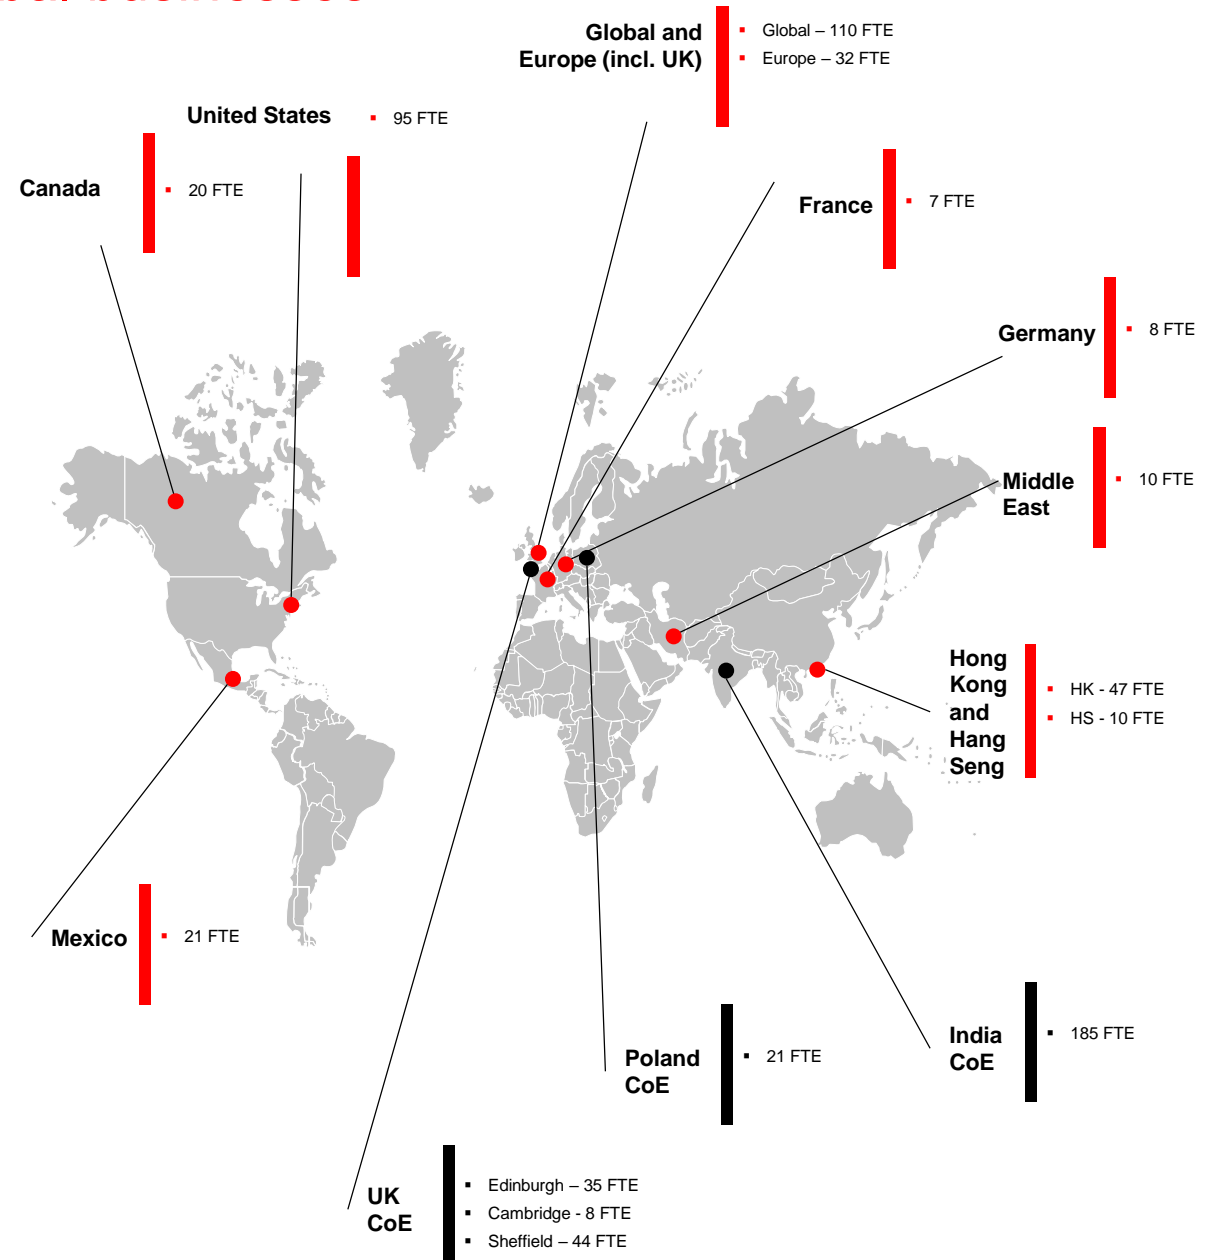 businesses
Global and
Europe (incl. UK)
▪ Global – 110 FTE
▪ Europe – 32 FTE
United States
▪ 95 FTE
Canada
▪ 20 FTE
France
▪ 7 FTE
Germany
▪ 8 FTE
Middle
East
▪ 10 FTE
Hong
Kong
and
Hang
Seng
▪ HK - 47 FTE
▪ HS - 10 FTE
Mexico
▪ 21 FTE
India
CoE
▪ 185 FTE
Poland
CoE
▪ 21 FTE
UK
CoE
▪ Edinburgh – 35 FTE
▪ Cambridge - 8 FTE
▪ Sheffield – 44 FTE